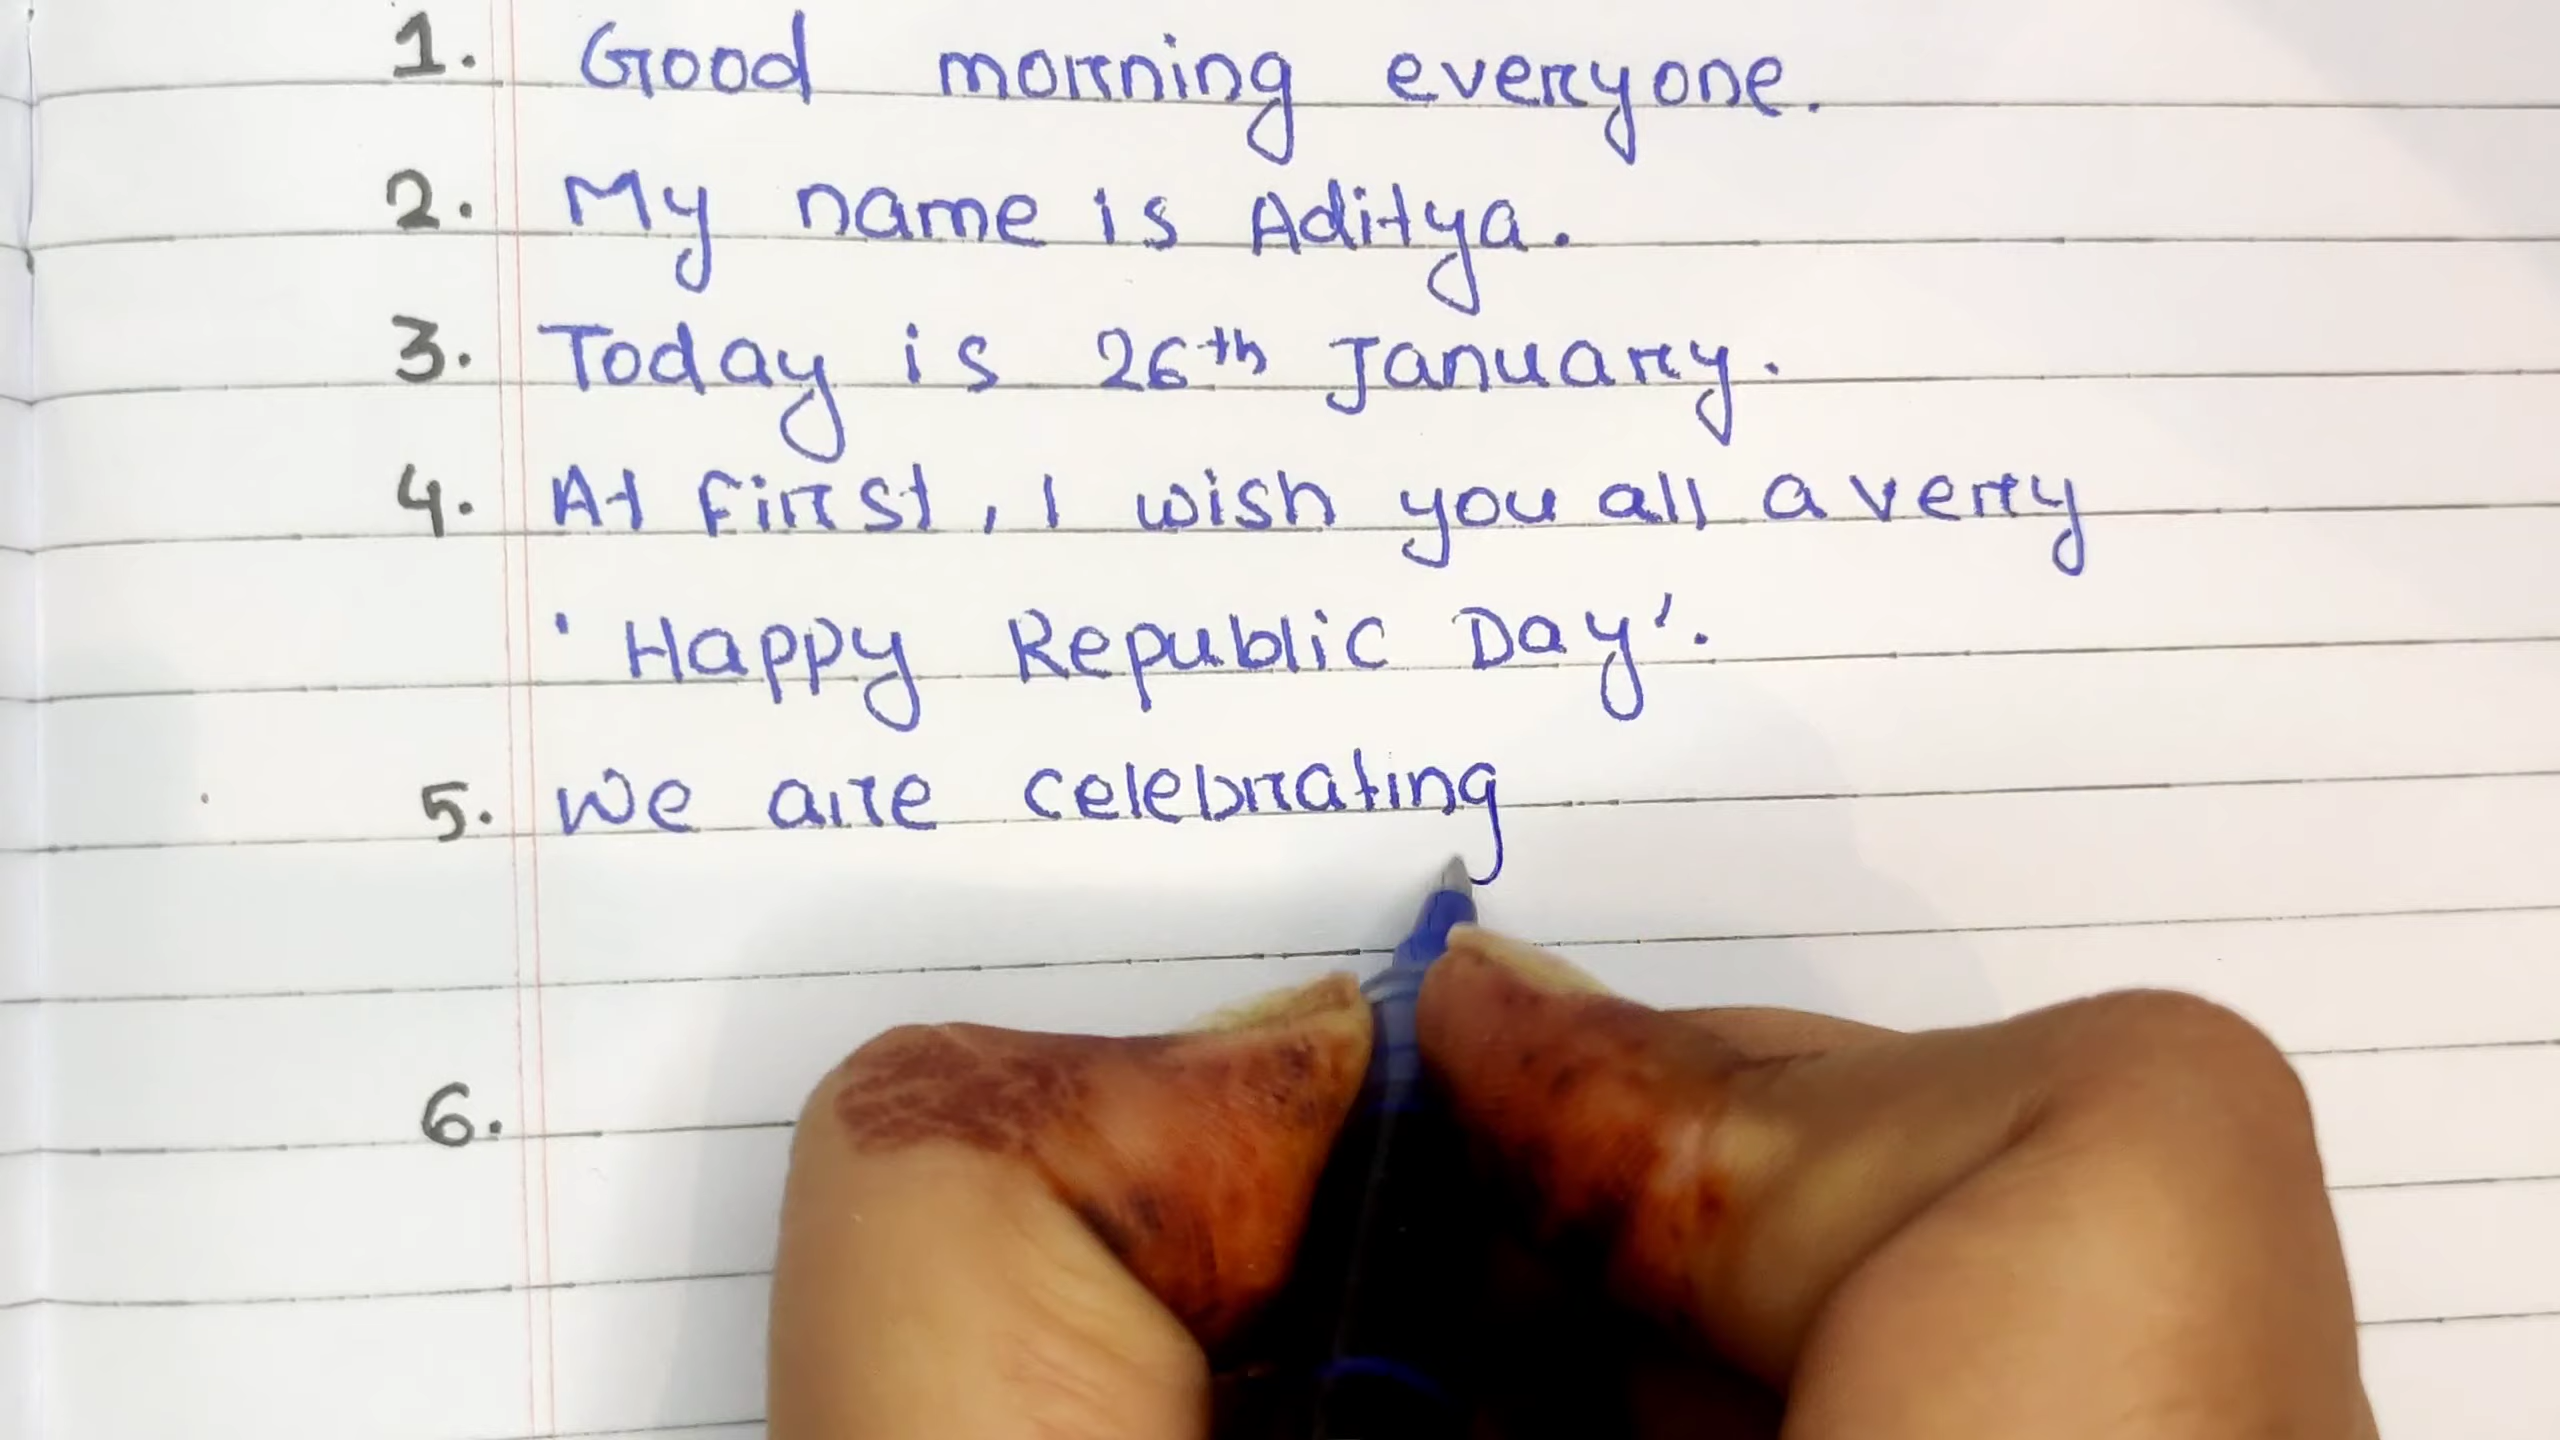 1. Good morning everyone.
2. My name is Aditya.
3. Today is 26th January.
4. At first, I wish you all a very
'Happy Republic Day'.
5. We are celebrating
6.